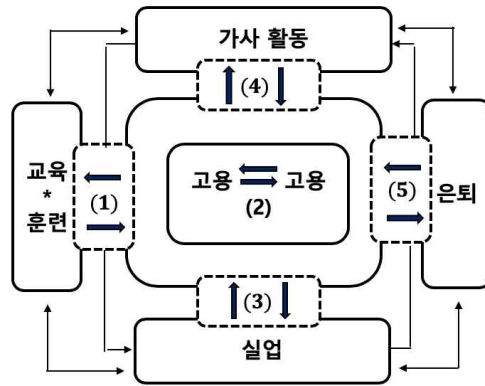 가사 활동
(4)
교육
*
훈련
(1)
고용 고용
(2)
(5)
은퇴
(3)
실업